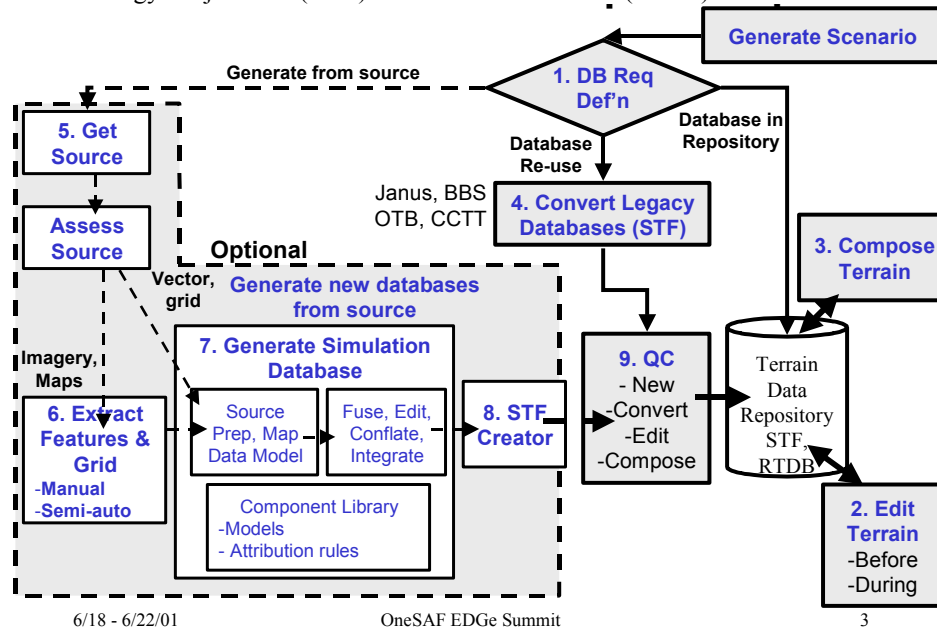 Generate Scenario
Generate from source
1. DB Req
Def'n
Database in
Repository
Database
Re-use
5. Get
Source
Janus, BBS
OTB, CCTT
4. Convert Legacy
Databases (STF)
3. Compose
Terrain
Assess
Source
Optional
Vector,
grid
Generate new databases
from source
Imagery,
Maps
7. Generate Simulation
Database
6. Extract
Features &
Grid
-Manual
-Semi-auto
Source
Prep, Map
Data Model
Fuse, Edit,
Conflate,
Integrate
8. STF
Creator
9. QC
- New
-Convert
-Edit
-Compose
Terrain
Data
Repository
STF,
RTDB
Component Library
-Models
- Attribution rules
2. Edit
Terrain
-Before
-During
6/18 - 6/22/01
OneSAF EDGe Summit
3